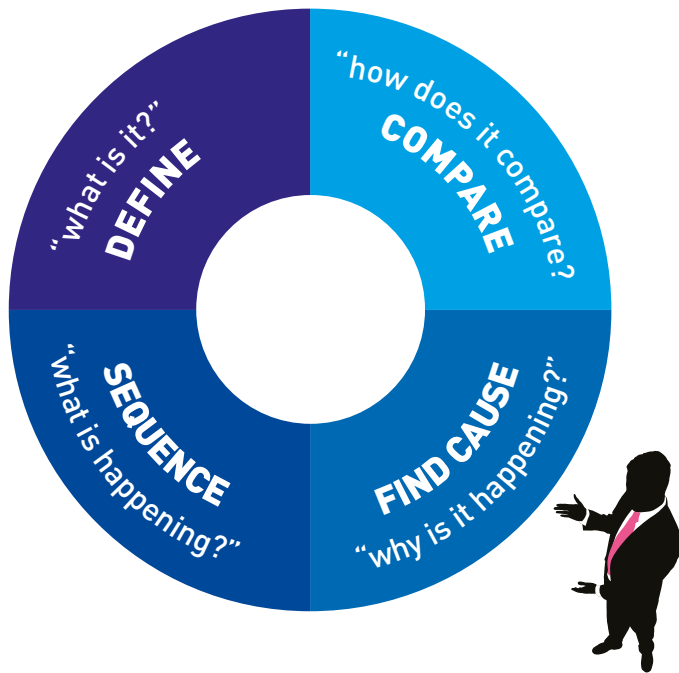 “what is it?”
DEFINE
“how does it compare?
COMPARE
SEQUENCE
“what is happening?”
FIND CAUSE
“why is it happening?”